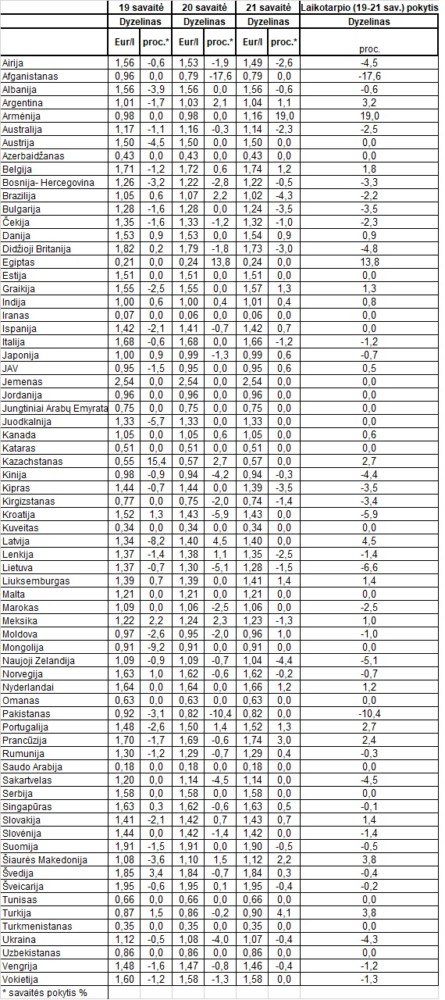 19 savaitė 20 savaitė 21 savaitė Laikotarpio (19-21 sav.) pokytis
Dyzelinas Dyzelinas Dyzelinas Dyzelinas
Eur/l proc.* Eur/l proc.* Eur/l proc.* proc.
Airija 1,56 -0,6 1,53 -1,9 1,49 -2,6 -4,5
Afganistanas 0,96 0,0 0,79 -17,6 0,79 0,0 -17,6
Albanija 1,56 -3,9 1,56 0,0 1,56 -0,6 -0,6
Argentina 1,01 -1,7 1,03 2,1 1,04 1,1 3,2
Armėnija 0,98 0,0 0,98 0,0 1,16 19,0 19,0
Australija 1,17 -1,1 1,16 -0,3 1,14 -2,3 -2,5
Austrija 1,50 -4,5 1,50 0,0 1,50 0,0 0,0
Azerbaidžanas 0,43 0,0 0,43 0,0 0,43 0,0 0,0
Belgija 1,71 -1,2 1,72 0,6 1,74 1,2 1,8
Bosnija- Hercegovina 1,26 -3,2 1,22 -2,8 1,22 -0,5 -3,3
Brazilija 1,05 0,6 1,07 2,2 1,02 -4,3 -2,2
Bulgarija 1,28 -1,6 1,28 0,0 1,24 -3,5 -3,5
Čekija 1,35 -1,6 1,33 -1,2 1,32 -1,0 -2,3
Danija 1,53 0,9 1,53 0,0 1,54 0,9 0,9
Didžioji Britanija 1,82 0,2 1,79 -1,8 1,73 -3,0 -4,8
Egiptas 0,21 0,0 0,24 13,8 0,24 0,0 13,8
Estija 1,51 0,0 1,51 0,0 1,51 0,0 0,0
Graikija 1,55 -2,5 1,55 0,0 1,57 1,3 1,3
Indija 1,00 0,6 1,00 0,4 1,01 0,4 0,8
Iranas 0,07 0,0 0,06 0,0 0,06 0,0 0,0
Ispanija 1,42 -2,1 1,41 -0,7 1,42 0,7 0,0
Italija 1,68 -0,6 1,68 0,0 1,66 -1,2 -1,2
Japonija 1,00 0,9 0,99 -1,3 0,99 0,6 -0,7
JAV 0,95 -1,5 0,95 0,0 0,95 0,6 0,5
Jemenas 2,54 0,0 2,54 0,0 2,54 0,0 0,0
Jordanija 0,96 0,0 0,96 0,0 0,96 0,0 0,0
Jungtiniai Arabų Emyrata 0,75 0,0 0,75 0,0 0,75 0,0 0,0
Juodkalnija 1,33 -5,7 1,33 0,0 1,33 0,0 0,0
Kanada 1,05 0,0 1,05 0,6 1,05 0,0 0,6
Kataras 0,51 0,0 0,51 0,0 0,51 0,0 0,0
Kazachstanas 0,55 15,4 0,57 2,7 0,57 0,0 2,7
Kinija 0,98 -0,9 0,94 -4,2 0,94 -0,3 -4,4
Kipras 1,44 -0,7 1,44 0,0 1,39 -3,5 -3,5
Kirgizstanas 0,77 0,0 0,75 -2,0 0,74 -1,4 -3,4
Kroatija 1,52 1,3 1,43 -5,9 1,43 0,0 -5,9
Kuveitas 0,34 0,0 0,34 0,0 0,34 0,0 0,0
Latvija 1,34 -8,2 1,40 4,5 1,40 0,0 4,5
Lenkija 1,37 -1,4 1,38 1,1 1,35 -2,5 -1,4
Lietuva 1,37 -0,7 1,30 -5,1 1,28 -1,5 -6,6
Liuksemburgas 1,39 0,7 1,39 0,0 1,41 1,4 1,4
Malta 1,21 0,0 1,21 0,0 1,21 0,0 0,0
Marokas 1,09 0,0 1,06 -2,5 1,06 0,0 -2,5
Meksika 1,22 2,2 1,24 2,3 1,23 -1,3 1,0
Moldova 0,97 -2,6 0,95 -2,0 0,96 1,0 -1,0
Mongolija 0,91 -9,2 0,91 0,0 0,91 0,0 0,0
Naujoji Zelandija 1,09 -0,9 1,09 -0,7 1,04 -4,4 -5,1
Norvegija 1,63 1,0 1,62 -0,6 1,62 -0,2 -0,7
Nyderlandai 1,64 0,0 1,64 0,0 1,66 1,2 1,2
Omanas 0,63 0,0 0,63 0,0 0,63 0,0 0,0
Pakistanas 0,92 -3,1 0,82 -10,4 0,82 0,0 -10,4
Portugalija 1,48 -2,6 1,50 1,4 1,52 1,3 2,7
Prancūzija 1,70 -1,7 1,69 -0,6 1,74 3,0 2,4
Rumunija 1,30 -1,2 1,29 -0,7 1,29 0,4 -0,3
Saudo Arabija 0,18 0,0 0,18 0,0 0,18 0,0 0,0
Sakartvelas 1,20 0,0 1,14 -4,5 1,14 0,0 -4,5
Serbija 1,58 0,0 1,58 0,0 1,58 0,0 0,0
Singapūras 1,63 0,3 1,62 -0,6 1,63 0,5 -0,1
Slovakija 1,41 -2,1 1,42 0,7 1,43 0,7 1,4
Slovėnija 1,44 0,0 1,42 -1,4 1,42 0,0 -1,4
Suomija 1,91 -1,5 1,91 0,0 1,90 -0,5 -0,5
Šiaurės Makedonija 1,08 -3,6 1,10 1,5 1,12 2,2 3,8
Švedija 1,85 3,4 1,84 -0,7 1,84 0,3 -0,4
Šveicarija 1,95 -0,6 1,95 0,1 1,95 -0,4 -0,2
Tunisas 0,66 0,0 0,66 0,0 0,66 0,0 0,0
Turkija 0,87 1,5 0,86 -0,2 0,90 4,1 3,8
Turkmenistanas 0,35 0,0 0,35 0,0 0,35 0,0 0,0
Ukraina 1,12 -0,5 1,08 -4,0 1,07 -0,4 -4,3
Uzbekistanas 0,86 0,0 0,86 0,0 0,86 0,0 0,0
Vengrija 1,48 -1,6 1,47 -0,8 1,46 -0,4 -1,2
Vokietija 1,60 -1,2 1,58 -1,3 1,58 0,0 -1,3
* savaitės pokytis %